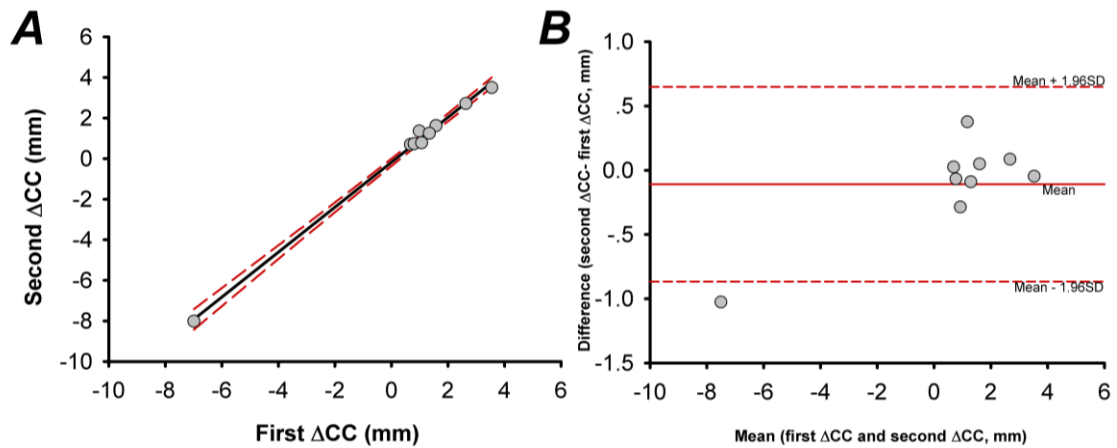 A
6
4
2
0
-2
-4
-6
-8
-10
Second ΔCC (mm)
-10 -8 -6 -4 -2 0 2 4 6
First ΔCC (mm)
B
1.0
.5
0.0
-.5
-1.0
-1.5
Difference (second ΔCC- first ΔCC, mm)
Mean + 1.96SD
Mean
Mean - 1.96SD
-10 -8 -6 -4 -2 0 2 4 6
Mean (first ΔCC and second ΔCC, mm)